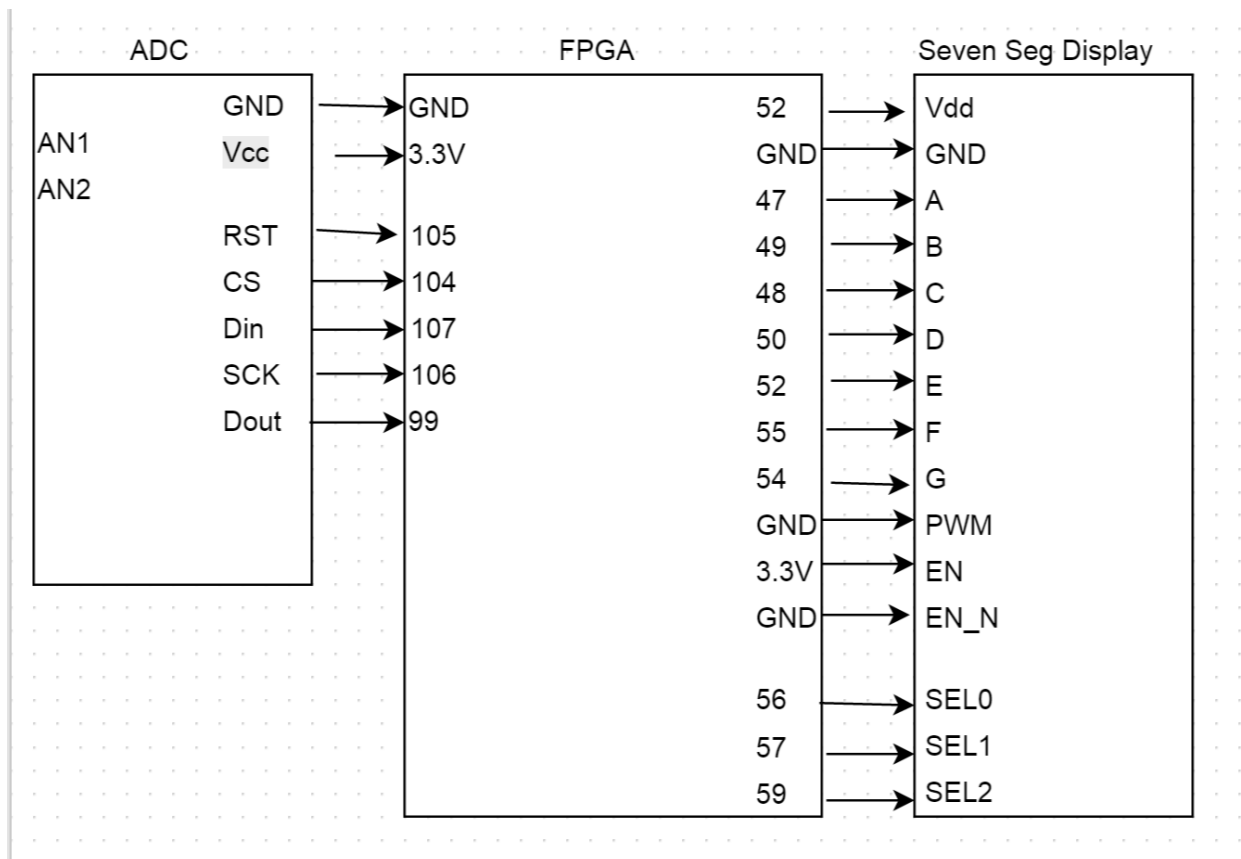 ADC
FPGA
Seven Seg Display
AN1
AN2
GND
Vcc
RST
CS
Din
SCK
Dout
GND
3.3V
105
104
107
106
99
52
GND
47
49
48
50
52
55
54
GND
3.3V
GND
56
57
59
Vdd
GND
A
B
C
D
E
F
G
PWM
EN
EN_N
SEL0
SEL1
SEL2